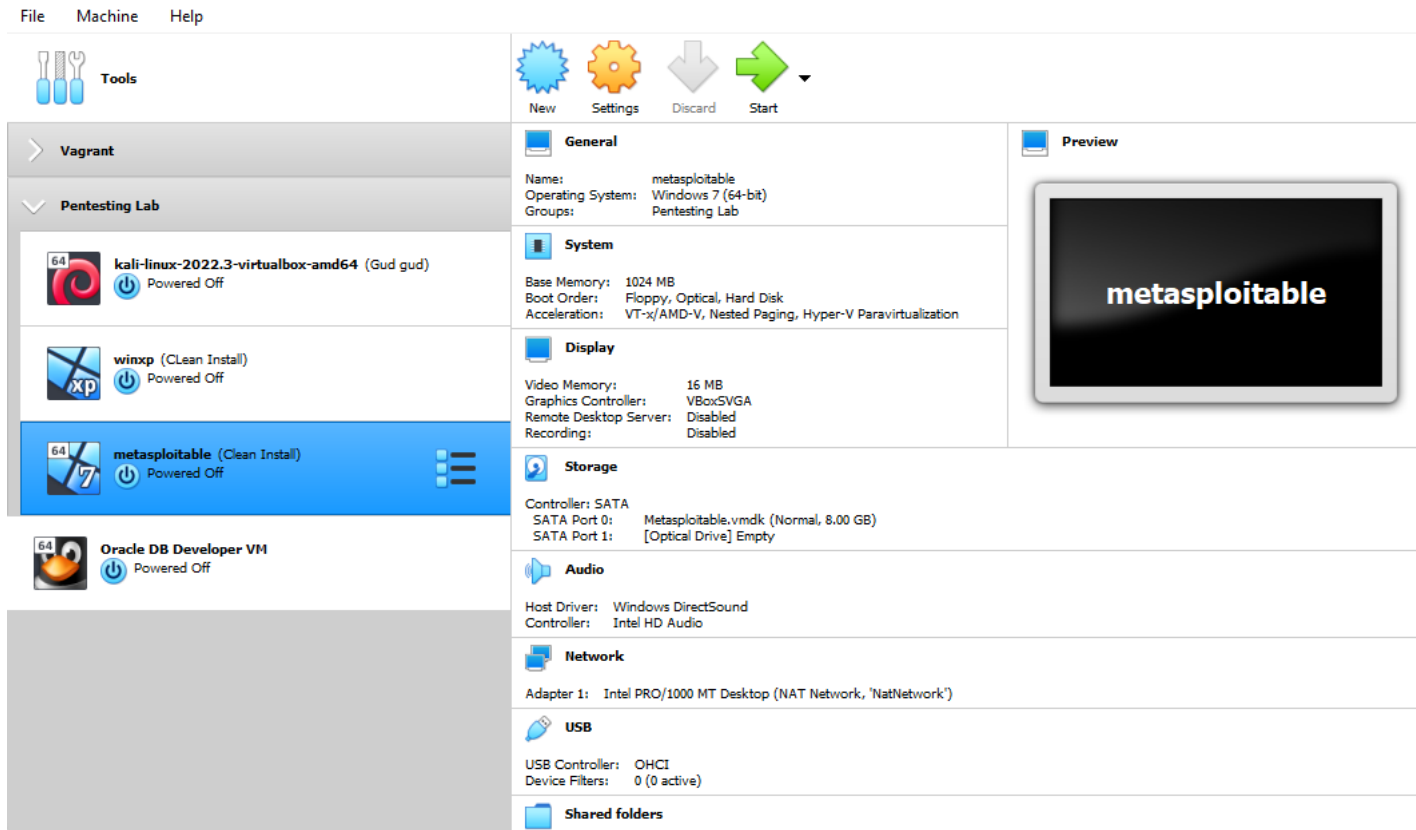 File Machine Help
Tools
New Settings Discard Start
Vagrant
Pentesting Lab
64
kali-linux-2022.3-virtualbox-amd64 (Gud gud)
Powered Off
xp
winxp (CLean Install)
Powered Off
64
7
metasploitable (Clean Install)
Powered Off
64
Oracle DB Developer VM
Powered Off
General
Name: metasploitable
Operating System: Windows 7 (64-bit)
Groups: Pentesting Lab
System
Base Memory: 1024 MB
Boot Order: Floppy, Optical, Hard Disk
Acceleration: VT-x/AMD-V, Nested Paging, Hyper-V Paravirtualization
Display
Video Memory: 16 MB
Graphics Controller: VBoxSVGA
Remote Desktop Server: Disabled
Recording: Disabled
Preview
metasploitable
Storage
Controller: SATA
SATA Port 0: Metasploitable.vmdk (Normal, 8.00 GB)
SATA Port 1: [Optical Drive] Empty
Audio
Host Driver: Windows DirectSound
Controller: Intel HD Audio
Network
Adapter 1: Intel PRO/1000 MT Desktop (NAT Network, 'NatNetwork')
USB
USB Controller: OHCI
Device Filters: 0 (0 active)
Shared folders